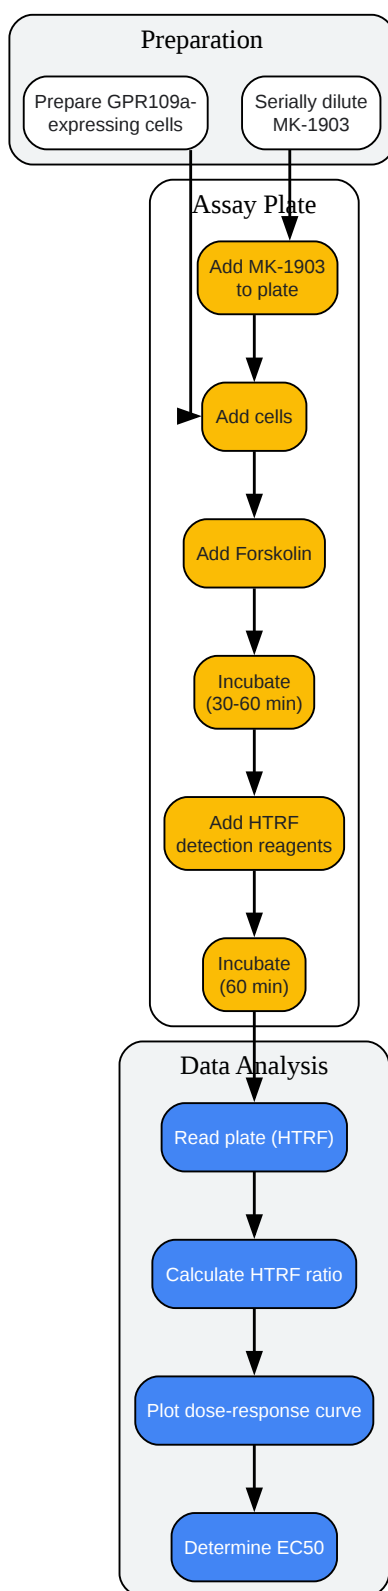 Preparation
Prepare GPR109a-
expressing cells
Serially dilute
MK-1903
Assay Plate
Add MK-1903
to plate
Add cells
Add Forskolin
Incubate
(30-60 min)
Add HTRF
detection reagents
Incubate
(60 min)
Data Analysis
Read plate (HTRF)
Calculate HTRF ratio
Plot dose-response curve
Determine EC50